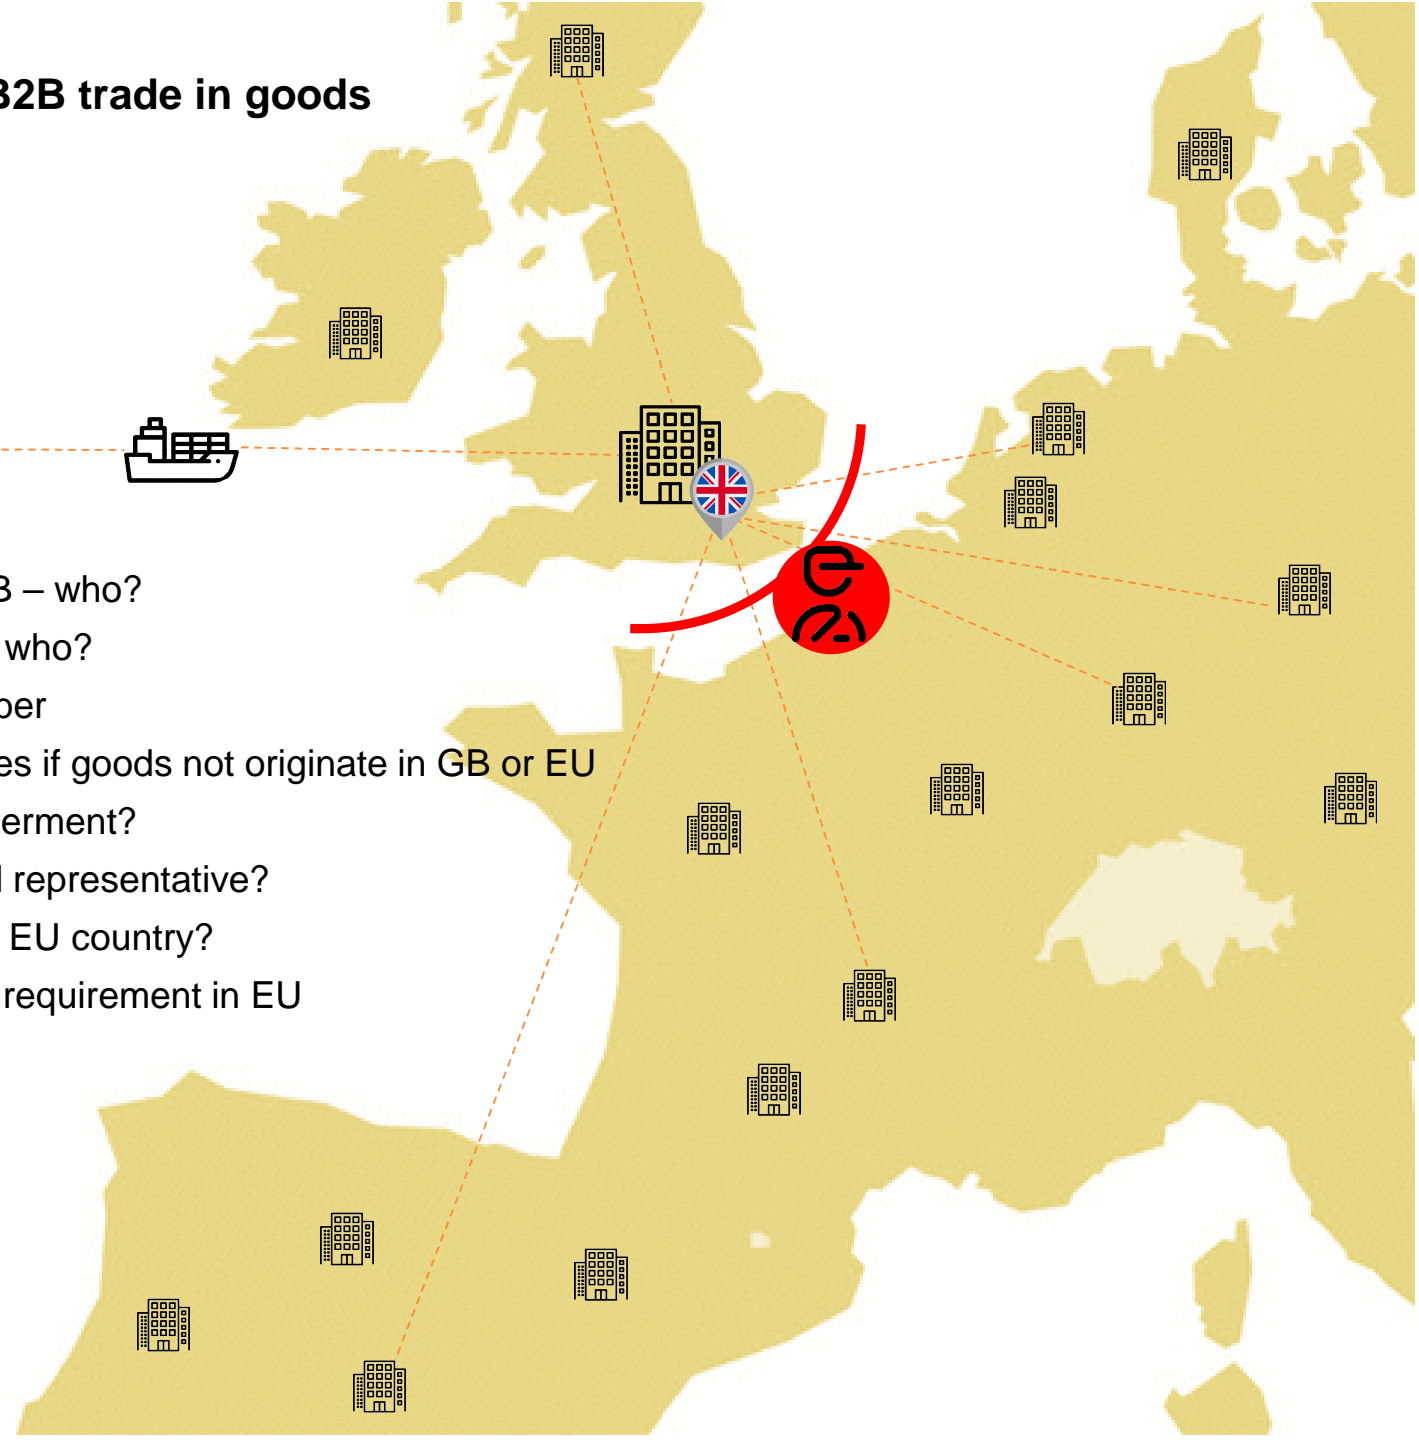 B2B trade in goods
– who?
who?
es if goods not originate in GB or EU
erment?
representative?
EU country?
requirement in EU